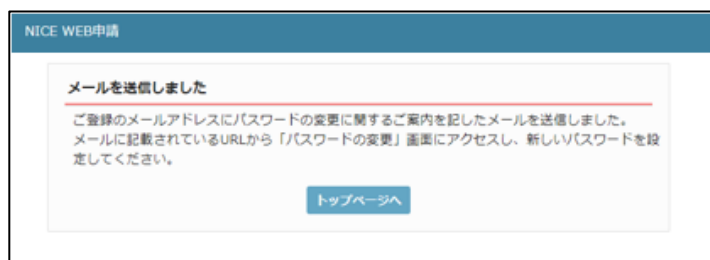 NICE WEB申請
メールを送信しました
ご登録のメールアドレスにパスワードの変更に関するご案内を記したメールを送信しました。
メールに記載されているURLから「パスワードの変更」画面にアクセスし、新しいパスワードを設
定してください。
トップページへ